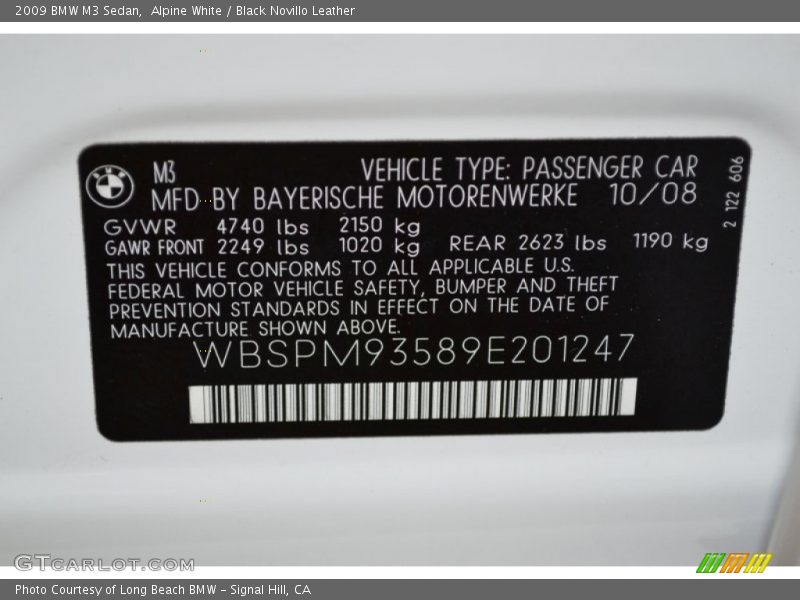 2009 BMW M3 Sedan,  Alpine White / Black Novillo Leather
BMW
M3
VEHICLE TYPE: PASSENGER CAR
MFD BY BAYERISCHE MOTORENWERKE 10/08
GVWR 4740 lbs 2150 kg
GAWR FRONT 2249 lbs 1020 kg REAR 2623 lbs 1190 kg
THIS VEHICLE CONFORMS TO ALL APPLICABLE U.S.
FEDERAL MOTOR VEHICLE SAFETY, BUMPER AND THEFT
PREVENTION STANDARDS IN EFFECT ON THE DATE OF
MANUFACTURE SHOWN ABOVE.
WBSPM93589E201247
2 122 606
GTCARLOT.COM
Photo Courtesy of Long Beach BMW - Signal Hill, CA